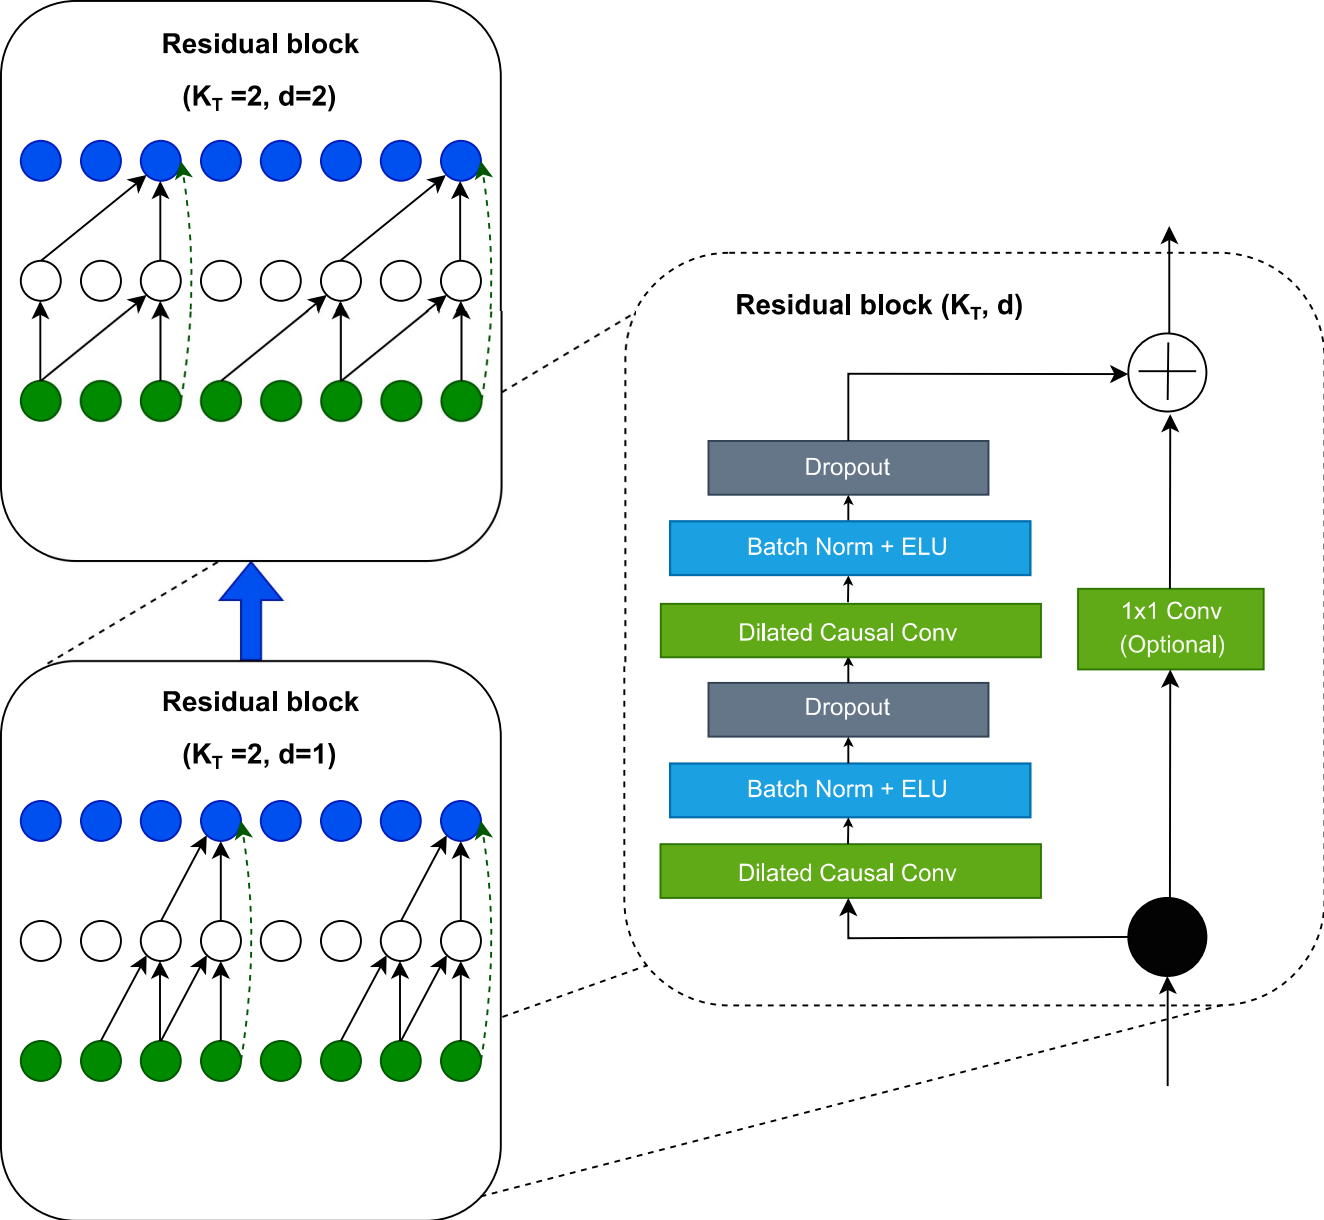 Residual block
(K_T =2, d=2)
Residual block (K_T, d)
Dropout
Batch Norm + ELU
Dilated Causal Conv
1x1 Conv
(Optional)
Dropout
Batch Norm + ELU
Dilated Causal Conv
Residual block
(K_T =2, d=1)